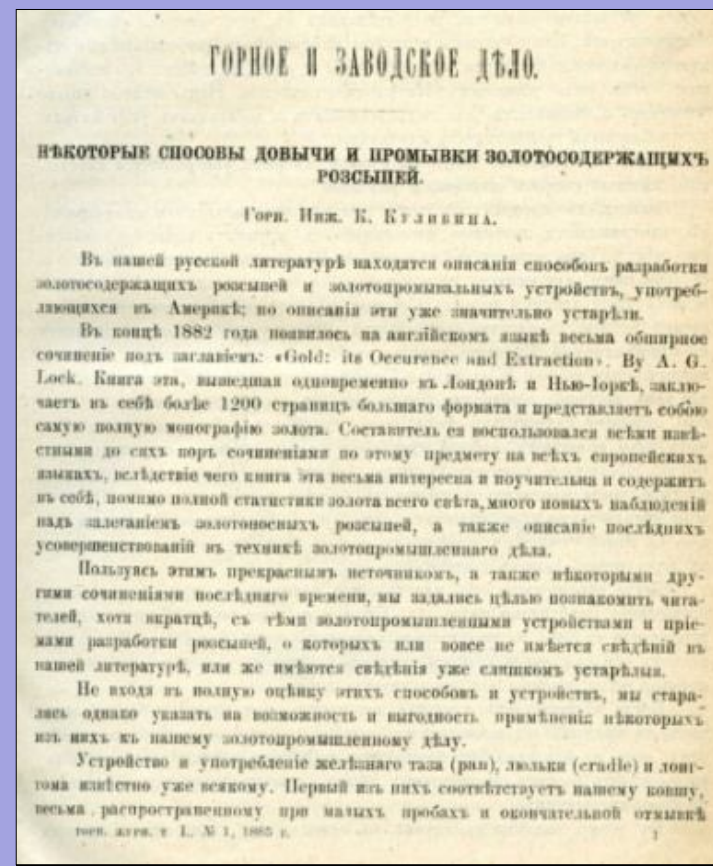 ГОРНОЕ И ЗАВОДСКОЕ ДѢЛО.
НѢКОТОРЫЕ СПОСОБЫ ДОБЫЧИ И ПРОМЫВКИ ЗОЛОТОСОДЕРЖАЩИХЪ
РОЗСЫПЕЙ.
Горн. Инж. К. Кулибина.
Въ нашей русской литературѣ находятся описанія способовъ разработки
золотосодержащихъ розсыпей и золотопромывальныхъ устройствъ, употреб-
ляющихся въ Америкѣ; но описанія эти уже значительно устарѣли.
Въ концѣ 1882 года появилось на англійскомъ языкѣ весьма обширное
сочиненіе подъ заглавіемъ: «Gold: its Occurence and Extraction». By A. G.
Lock. Книга эта, вышедшая одновременно въ Лондонѣ и Нью-Іоркѣ, заклю-
чаетъ въ себѣ болѣе 1200 страницъ большаго формата и представляетъ собою
самую полную монографію золота. Составитель ея воспользовался всѣми извѣ-
стными до сихъ поръ сочиненіями по этому предмету на всѣхъ европейскихъ
языкахъ, вслѣдствіе чего книга эта весьма интересна и поучительна и содержитъ
въ себѣ, помимо полной статистики золота всего свѣта, много новыхъ наблюденій
надъ залеганіемъ золотоносныхъ розсыпей, а также описаніе послѣднихъ
усовершенствованій въ техникѣ золотопромышленнаго дѣла.
Пользуясь этимъ прекраснымъ источникомъ, а также нѣкоторыми дру-
гими сочиненіями послѣдняго времени, мы задались цѣлью познакомить чита-
телей, хотя вкратцѣ, съ тѣми золотопромышленными устройствами и пріе-
мами разработки розсыпей, о которыхъ или вовсе не имѣется свѣдѣній въ
нашей литературѣ, или же имѣются свѣдѣнія уже слишкомъ устарѣлыя.
Не входя въ полную оцѣнку этихъ способовъ и устройствъ, мы стара-
лись однако указать на возможность и выгодность примѣненія нѣкоторыхъ
изъ нихъ къ нашему золотопромышленному дѣлу.
Устройство и употребленіе желѣзнаго таза (pan), люльки (cradle) и лонг-
тома извѣстно уже всякому. Первый изъ нихъ соотвѣтствуетъ нашему ковшу,
весьма распространенному при малыхъ пробахъ и окончательной отмывкѣ
горн. журн. т. I. № 1, 1885 г. 1